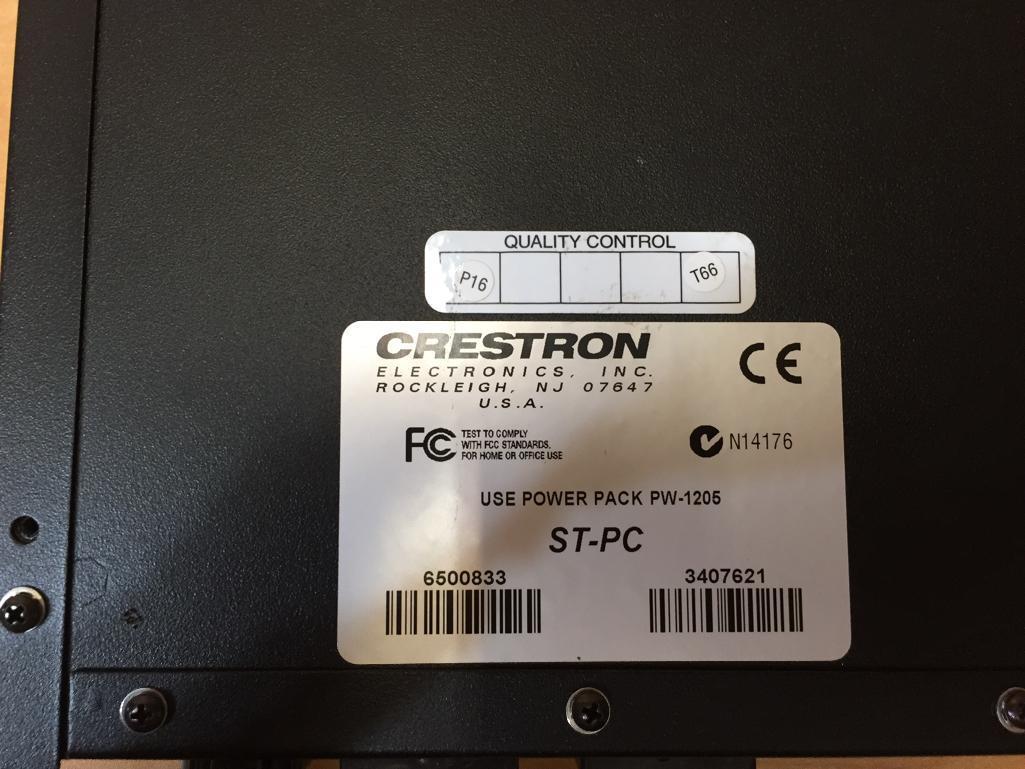 QUALITY CONTROL
P16
T66
CRESTRON
ELECTRONICS, INC.
ROCKLEIGH, NJ 07647
U.S.A.
CE
FC TEST TO COMPLY
WITH FCC STANDARDS.
FOR HOME OR OFFICE USE
N14176
USE POWER PACK PW-1205
ST-PC
6500833
3407621